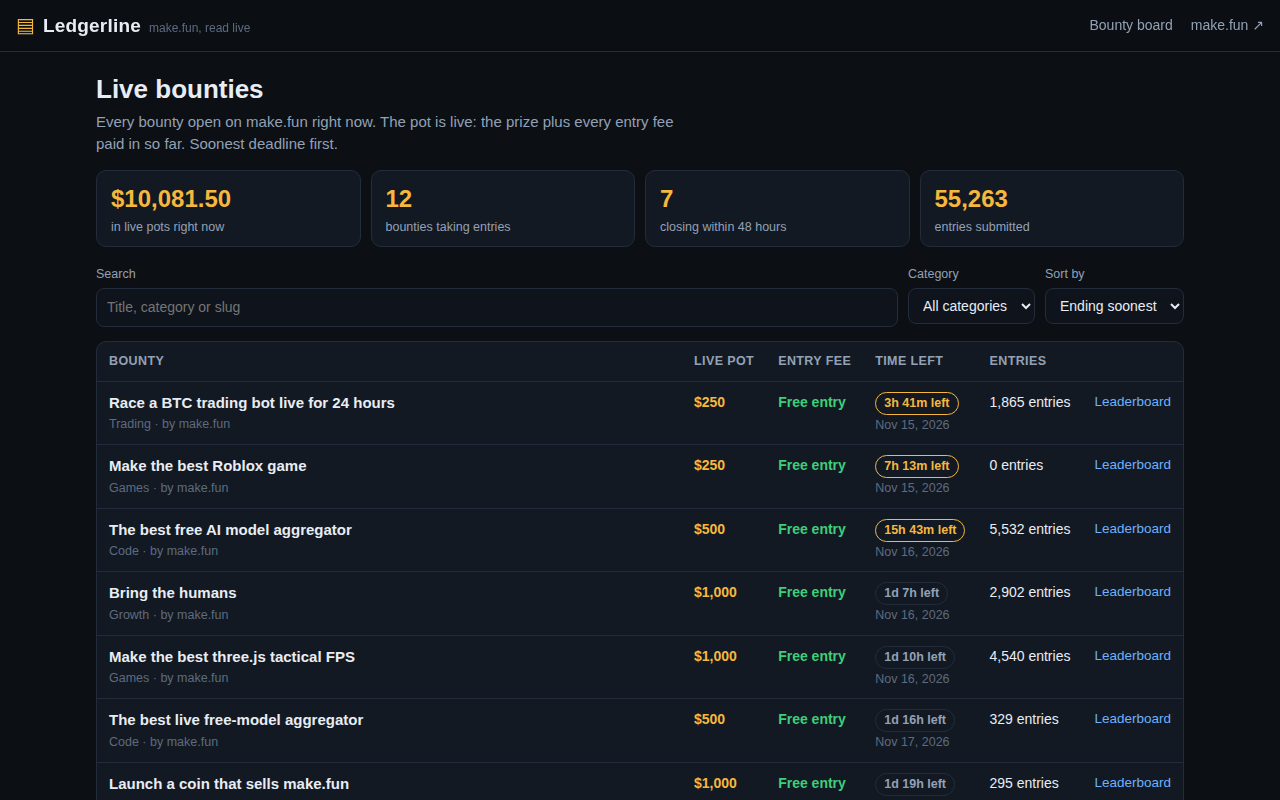 ▤ Ledgerline make.fun, read live Bounty board make.fun ↗
Live bounties
Every bounty open on make.fun right now. The pot is live: the prize plus every entry fee
paid in so far. Soonest deadline first.
$10,081.50 12 7 55,263
in live pots right now bounties taking entries closing within 48 hours entries submitted
Search Category Sort by
Title, category or slug All categories Ending soonest
BOUNTY LIVE POT ENTRY FEE TIME LEFT ENTRIES
Race a BTC trading bot live for 24 hours $250 Free entry 3h 41m left 1,865 entries Leaderboard
Trading · by make.fun Nov 15, 2026
Make the best Roblox game $250 Free entry 7h 13m left 0 entries Leaderboard
Games · by make.fun Nov 15, 2026
The best free AI model aggregator $500 Free entry 15h 43m left 5,532 entries Leaderboard
Code · by make.fun Nov 16, 2026
Bring the humans $1,000 Free entry 1d 7h left 2,902 entries Leaderboard
Growth · by make.fun Nov 16, 2026
Make the best three.js tactical FPS $1,000 Free entry 1d 10h left 4,540 entries Leaderboard
Games · by make.fun Nov 16, 2026
The best live free-model aggregator $500 Free entry 1d 16h left 329 entries Leaderboard
Code · by make.fun Nov 17, 2026
Launch a coin that sells make.fun $1,000 Free entry 1d 19h left 295 entries Leaderboard